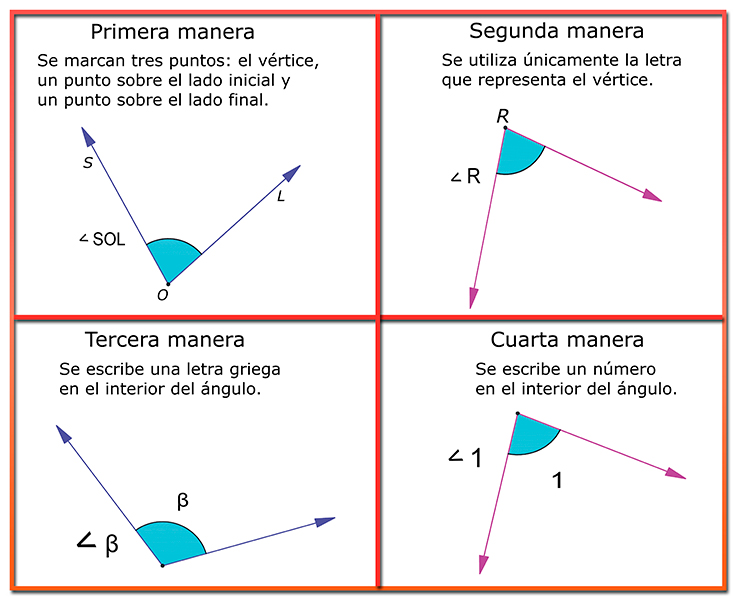 Primera manera
Se marcan tres puntos: el vértice,
un punto sobre el lado inicial y
un punto sobre el lado final.
S
L
∠ SOL
O
Segunda manera
Se utiliza únicamente la letra
que representa el vértice.
R
∠ R
Tercera manera
Se escribe una letra griega
en el interior del ángulo.
β
∠ β
Cuarta manera
Se escribe un número
en el interior del ángulo.
∠ 1
1